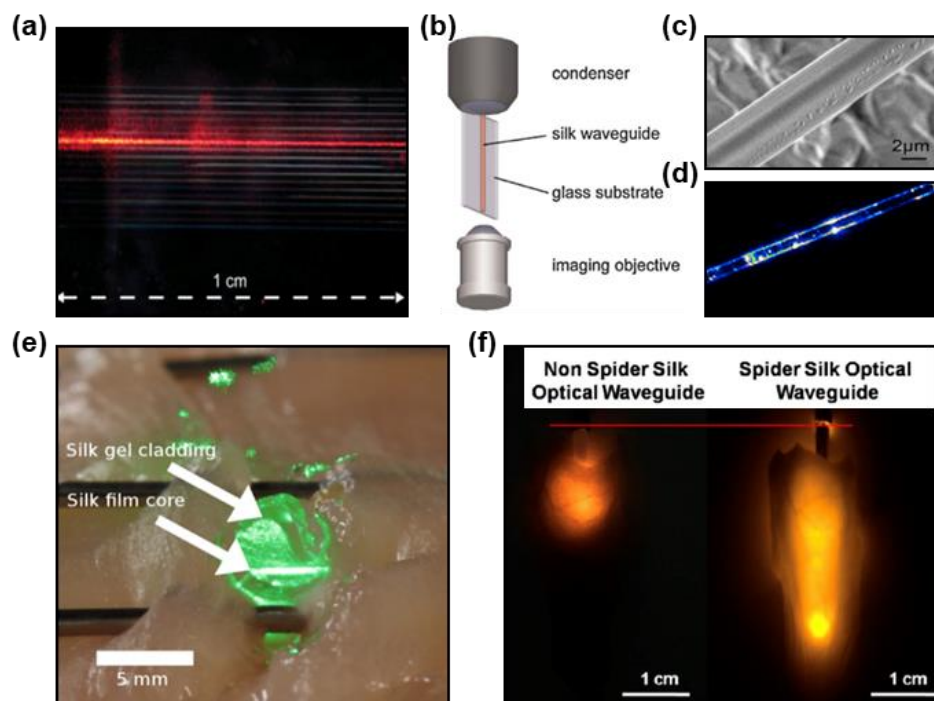 (a)
1 cm
(b)
condenser
silk waveguide
glass substrate
imaging objective
(c)
2μm
(d)
(e)
Silk gel cladding
Silk film core
5 mm
(f)
Non Spider Silk
Optical Waveguide
Spider Silk Optical
Waveguide
1 cm
1 cm